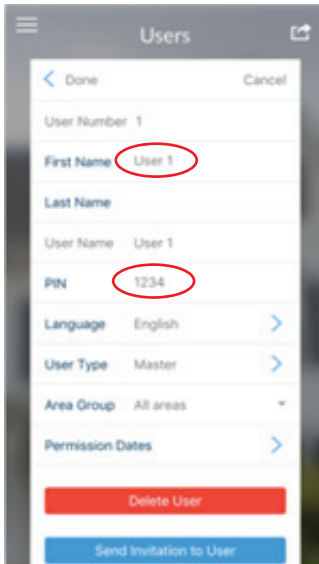 Users
Done Cancel
User Number 1
First Name User 1
Last Name
User Name User 1
PIN 1234
Language English
User Type Master
Area Group All areas
Permission Dates
Delete User
Send Invitation to User